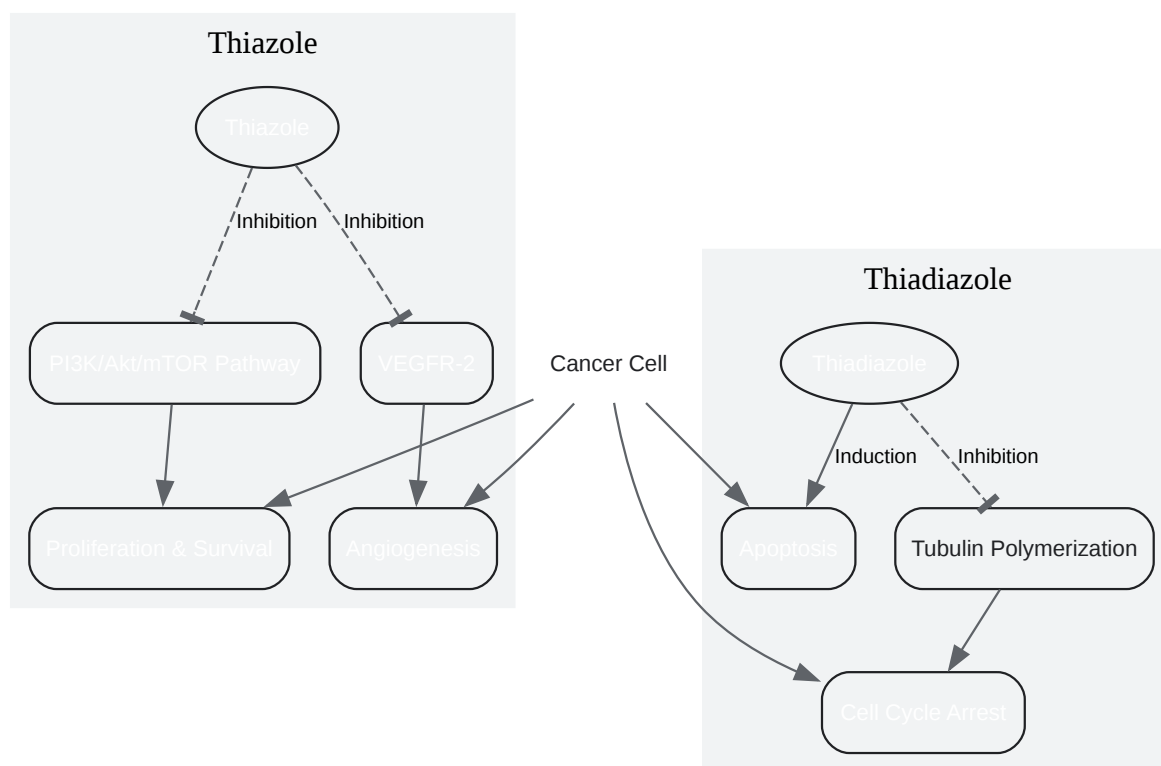 Thiazole
Thiazole
Inhibition
Inhibition
PI3K/Akt/mTOR Pathway
VEGFR-2
Proliferation & Survival
Angiogenesis
Cancer Cell
Thiadiazole
Thiadiazole
Induction
Inhibition
Apoptosis
Tubulin Polymerization
Cell Cycle Arrest